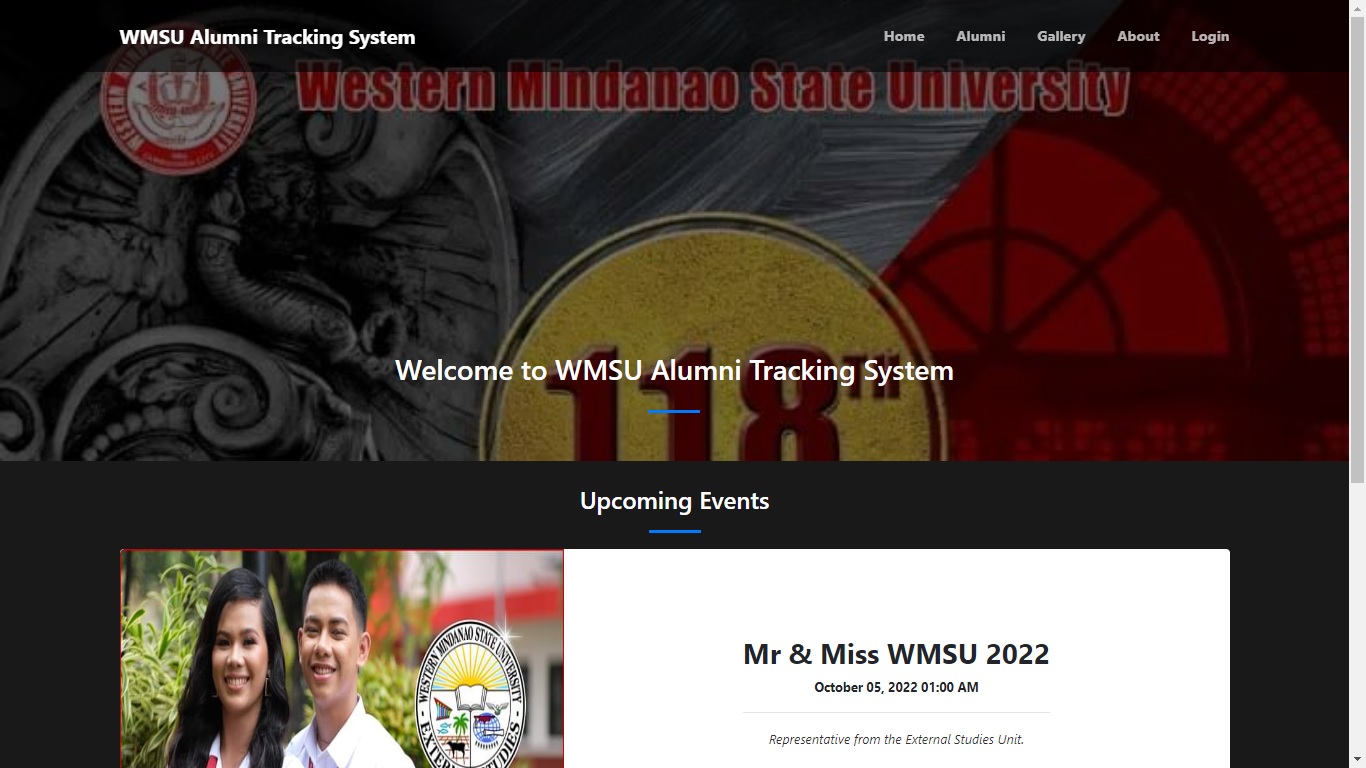 WMSU Alumni Tracking System
Home Alumni Gallery About Login
Western Mindanao State University
118TH
Welcome to WMSU Alumni Tracking System
Upcoming Events
WESTERN MINDANAO STATE UNIVERSITY
Mr & Miss WMSU 2022
October 05, 2022 01:00 AM
Representative from the External Studies Unit.